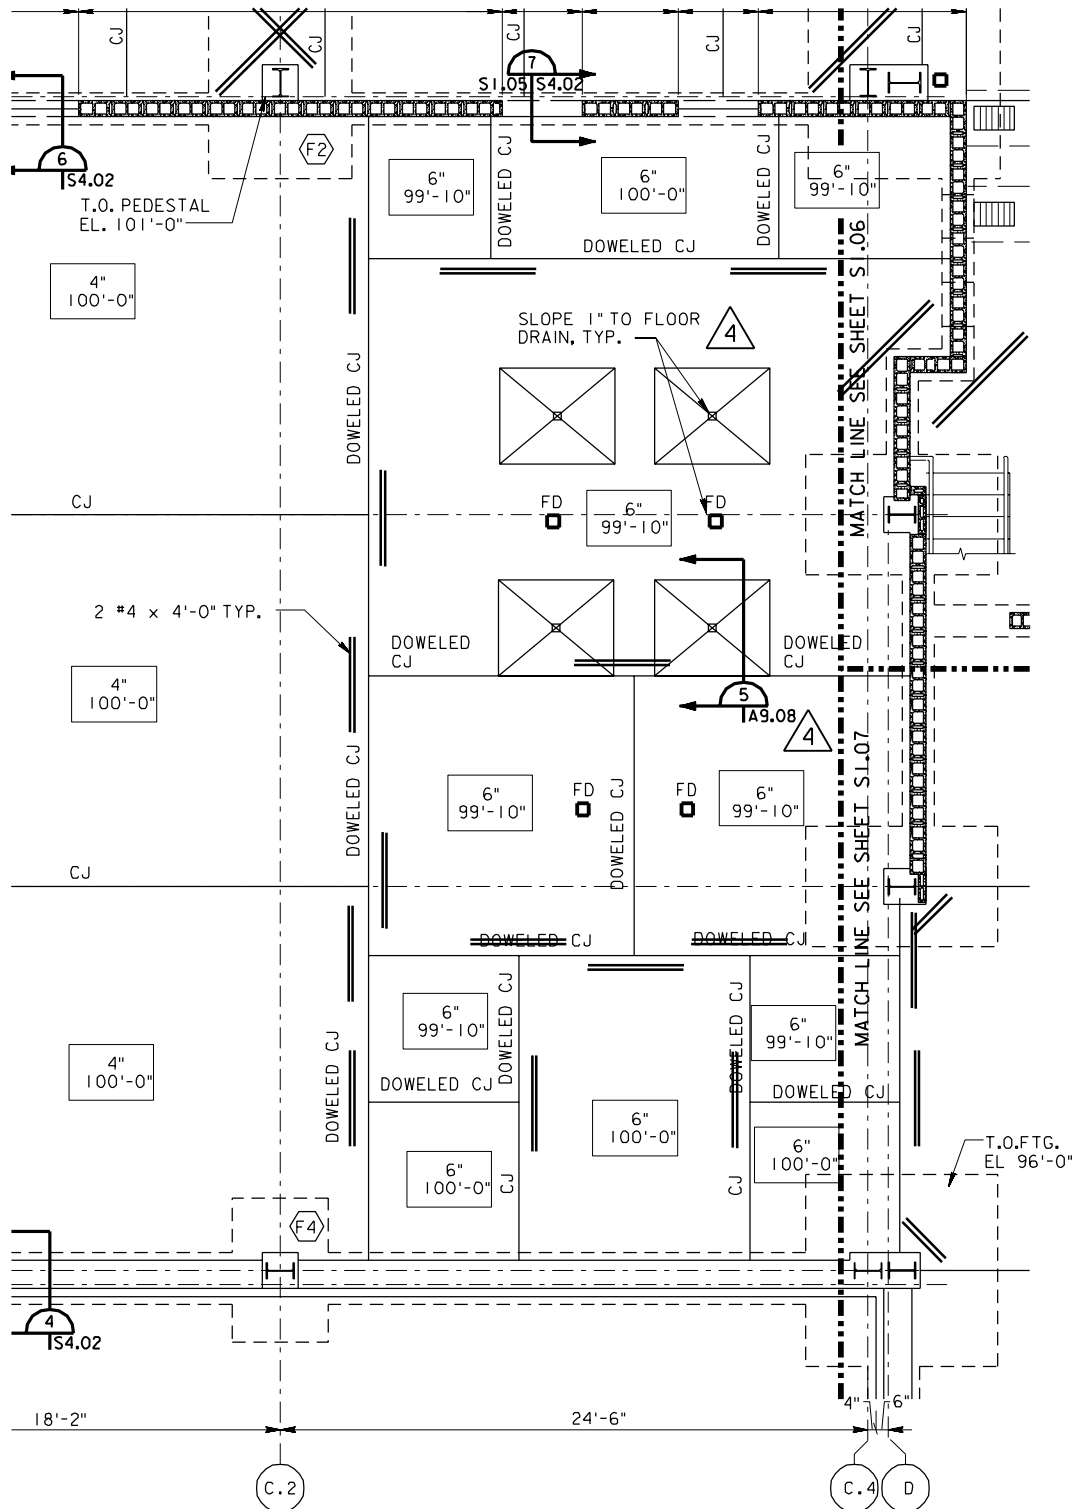 CJ
CJ
CJ
CJ
CJ
7
S1.05 S4.02
6
S4.02
F2
T.O. PEDESTAL
EL. 101'-0"
6"
99'-10"
DOWELED CJ
6"
100'-0"
DOWELED CJ
6"
99'-10"
DOWELED CJ
4"
100'-0"
MATCH LINE SEE SHEET S1.06
SLOPE 1" TO FLOOR
DRAIN, TYP.
4
DOWELED CJ
CJ
FD
6"
99'-10"
FD
2 #4 x 4'-0" TYP.
DOWELED
CJ
DOWELED
CJ
4"
100'-0"
5
A9.08
4
DOWELED CJ
6"
99'-10"
FD
DOWELED CJ
FD
6"
99'-10"
MATCH LINE SEE SHEET S1.07
CJ
DOWELED CJ
DOWELED CJ
6"
99'-10"
DOWELED CJ
DOWELED CJ
6"
99'-10"
4"
100'-0"
DOWELED CJ
DOWELED CJ
DOWELED CJ
6"
100'-0"
6"
100'-0"
CJ
CJ
6"
100'-0"
T.O.FTG.
EL 96'-0"
F4
4
S4.02
18'-2"
24'-6"
4"
6"
C.2
C.4
D